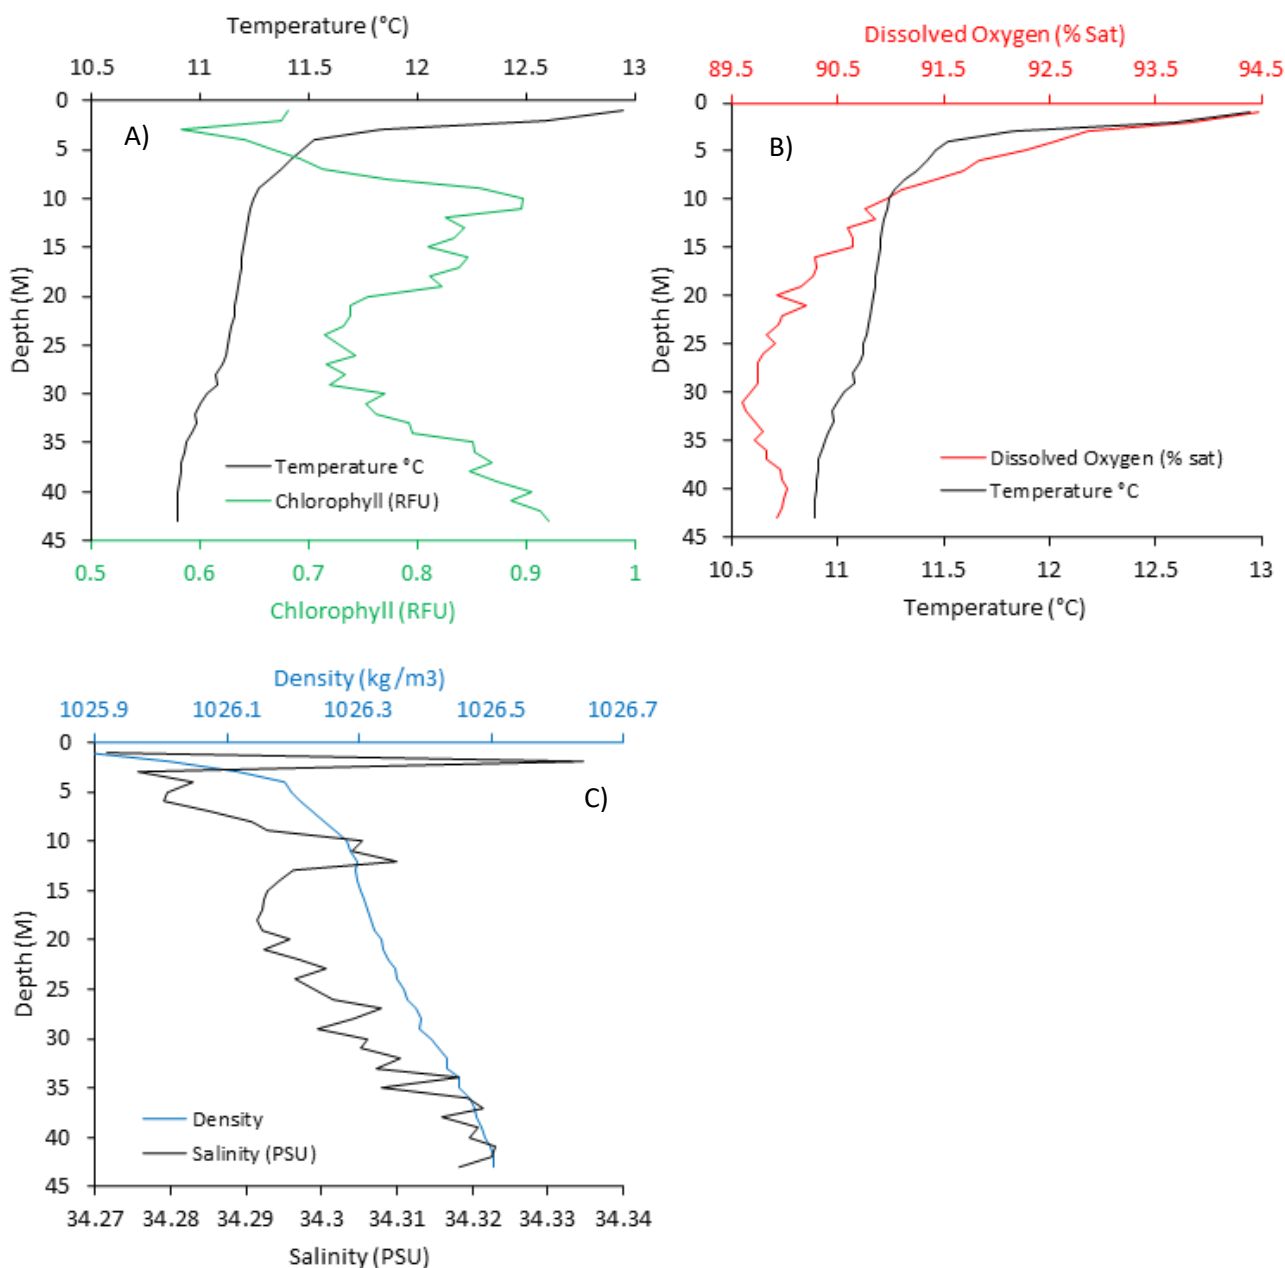 Temperature (°C)
10.5 11 11.5 12 12.5 13
0
5
10
15
20
25
30
35
40
45
Depth (M)
A)
Temperature °C
Chlorophyll (RFU)
0.5 0.6 0.7 0.8 0.9 1
Chlorophyll (RFU)
Dissolved Oxygen (% Sat)
89.5 90.5 91.5 92.5 93.5 94.5
0
5
10
15
20
25
30
35
40
45
Depth (M)
B)
Dissolved Oxygen (% sat)
Temperature °C
10.5 11 11.5 12 12.5 13
Temperature (°C)
Density (kg/m3)
1025.9 1026.1 1026.3 1026.5 1026.7
0
5
10
15
20
25
30
35
40
45
Depth (M)
C)
Density
Salinity (PSU)
34.27 34.28 34.29 34.3 34.31 34.32 34.33 34.34
Salinity (PSU)